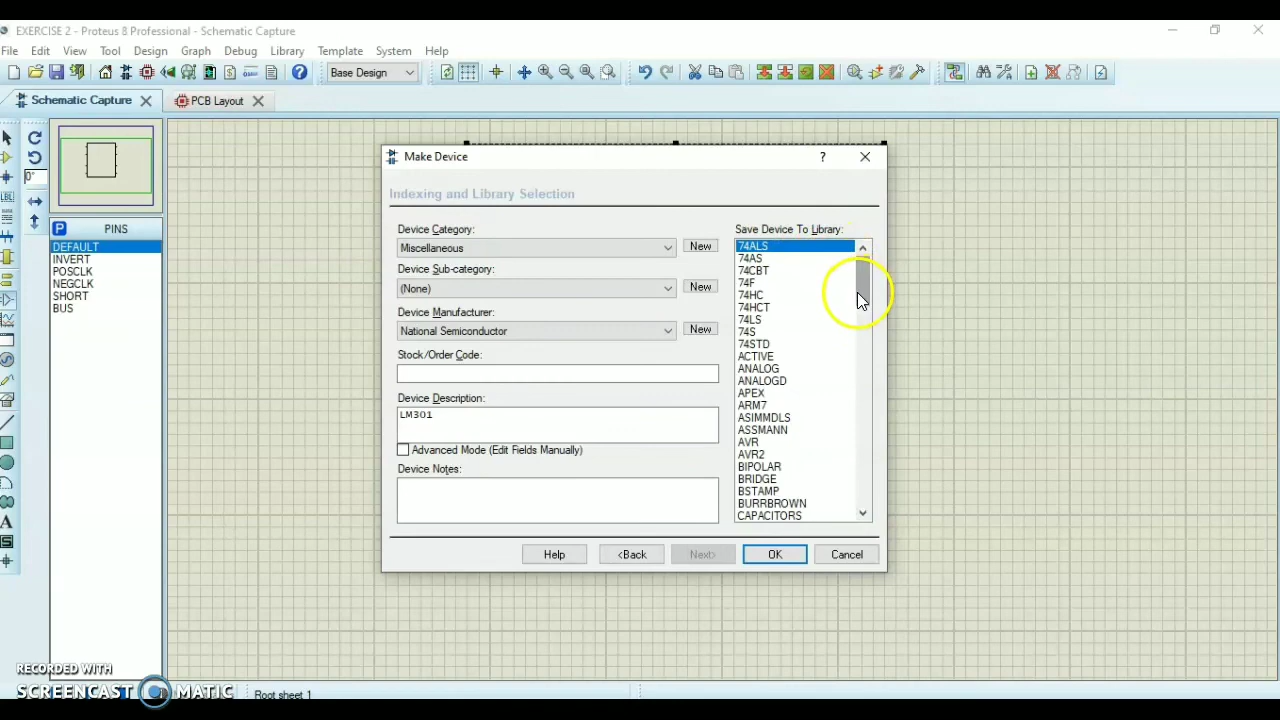 EXERCISE 2 - Proteus 8 Professional - Schematic Capture
File Edit View Tool Design Graph Debug Library Template System Help
Base Design
Schematic Capture
PCB Layout
0°
LBL
P PINS
DEFAULT
INVERT
POSCLK
NEGCLK
SHORT
BUS
Make Device
?
Indexing and Library Selection
Device Category:
Miscellaneous
New
Device Sub-category:
(None)
New
Device Manufacturer:
National Semiconductor
New
Stock/Order Code:
Device Description:
LM301
Advanced Mode (Edit Fields Manually)
Device Notes:
Save Device To Library:
74ALS
74AS
74CBT
74F
74HC
74HCT
74LS
74S
74STD
ACTIVE
ANALOG
ANALOGD
APEX
ARM7
ASIMMDLS
ASSMANN
AVR
AVR2
BIPOLAR
BRIDGE
BSTAMP
BURRBROWN
CAPACITORS
Help
<Back
Next>
OK
Cancel
A
S
RECORDED WITH
SCREENCAST MATIC
Root sheet 1